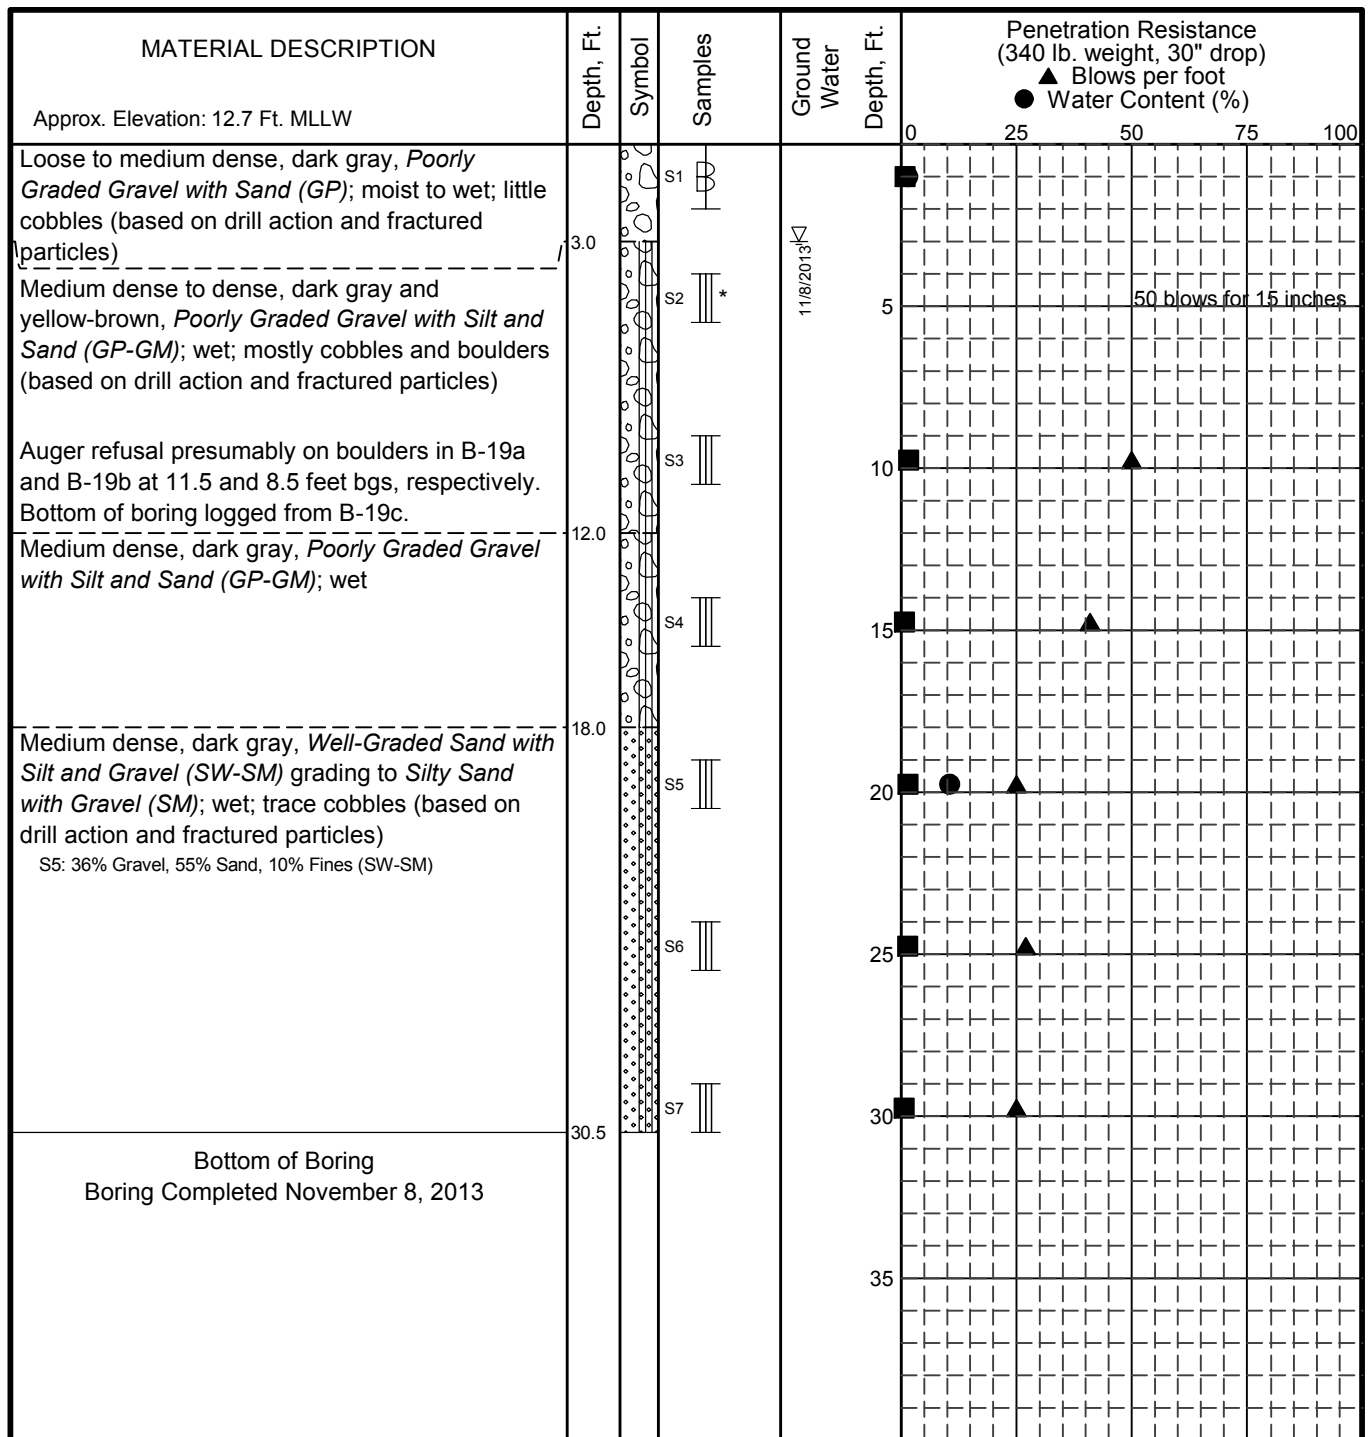 MATERIAL DESCRIPTION
Approx. Elevation: 12.7 Ft. MLLW
Depth, Ft.
Symbol
Samples
Ground
Water
Depth, Ft.
Penetration Resistance
(340 lb. weight, 30" drop)
▲ Blows per foot
● Water Content (%)
0 25 50 75 100
Loose to medium dense, dark gray, Poorly
Graded Gravel with Sand (GP); moist to wet; little
cobbles (based on drill action and fractured
particles)
3.0
Medium dense to dense, dark gray and
yellow-brown, Poorly Graded Gravel with Silt and
Sand (GP-GM); wet; mostly cobbles and boulders
(based on drill action and fractured particles)
Auger refusal presumably on boulders in B-19a
and B-19b at 11.5 and 8.5 feet bgs, respectively.
Bottom of boring logged from B-19c.
12.0
Medium dense, dark gray, Poorly Graded Gravel
with Silt and Sand (GP-GM); wet
18.0
Medium dense, dark gray, Well-Graded Sand with
Silt and Gravel (SW-SM) grading to Silty Sand
with Gravel (SM); wet; trace cobbles (based on
drill action and fractured particles)
S5: 36% Gravel, 55% Sand, 10% Fines (SW-SM)
30.5
Bottom of Boring
Boring Completed November 8, 2013
S1
S2 *
S3
S4
S5
S6
S7
11/8/2013
50 blows for 15 inches
5
10
15
20
25
30
35